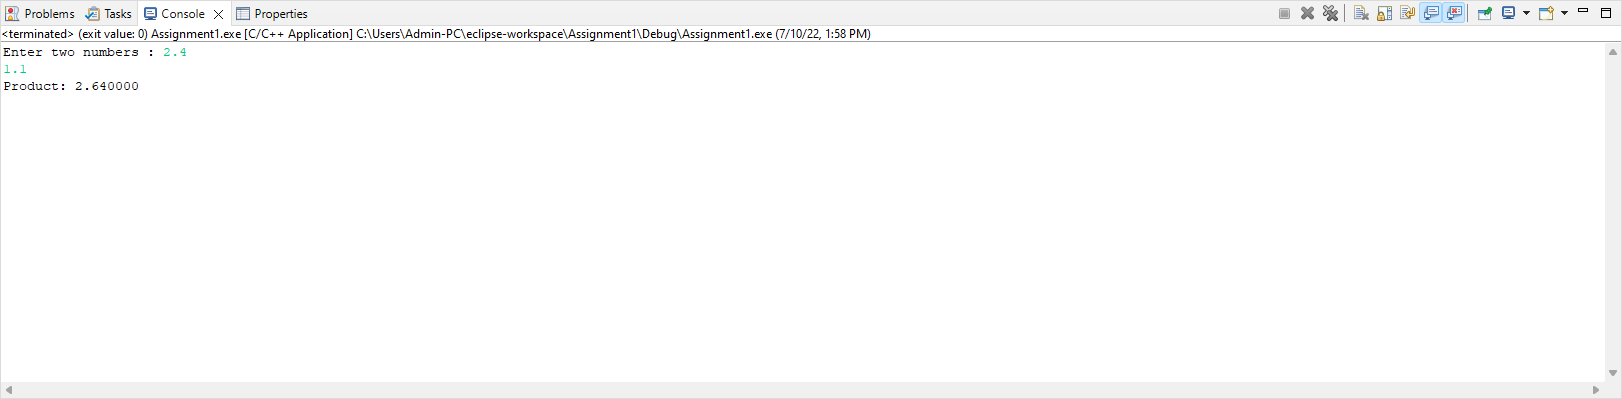 Problems Tasks Console Properties
<terminated> (exit value: 0) Assignment1.exe [C/C++ Application] C:\Users\Admin-PC\eclipse-workspace\Assignment1\Debug\Assignment1.exe (7/10/22, 1:58 PM)
Enter two numbers : 2.4
1.1
Product: 2.640000